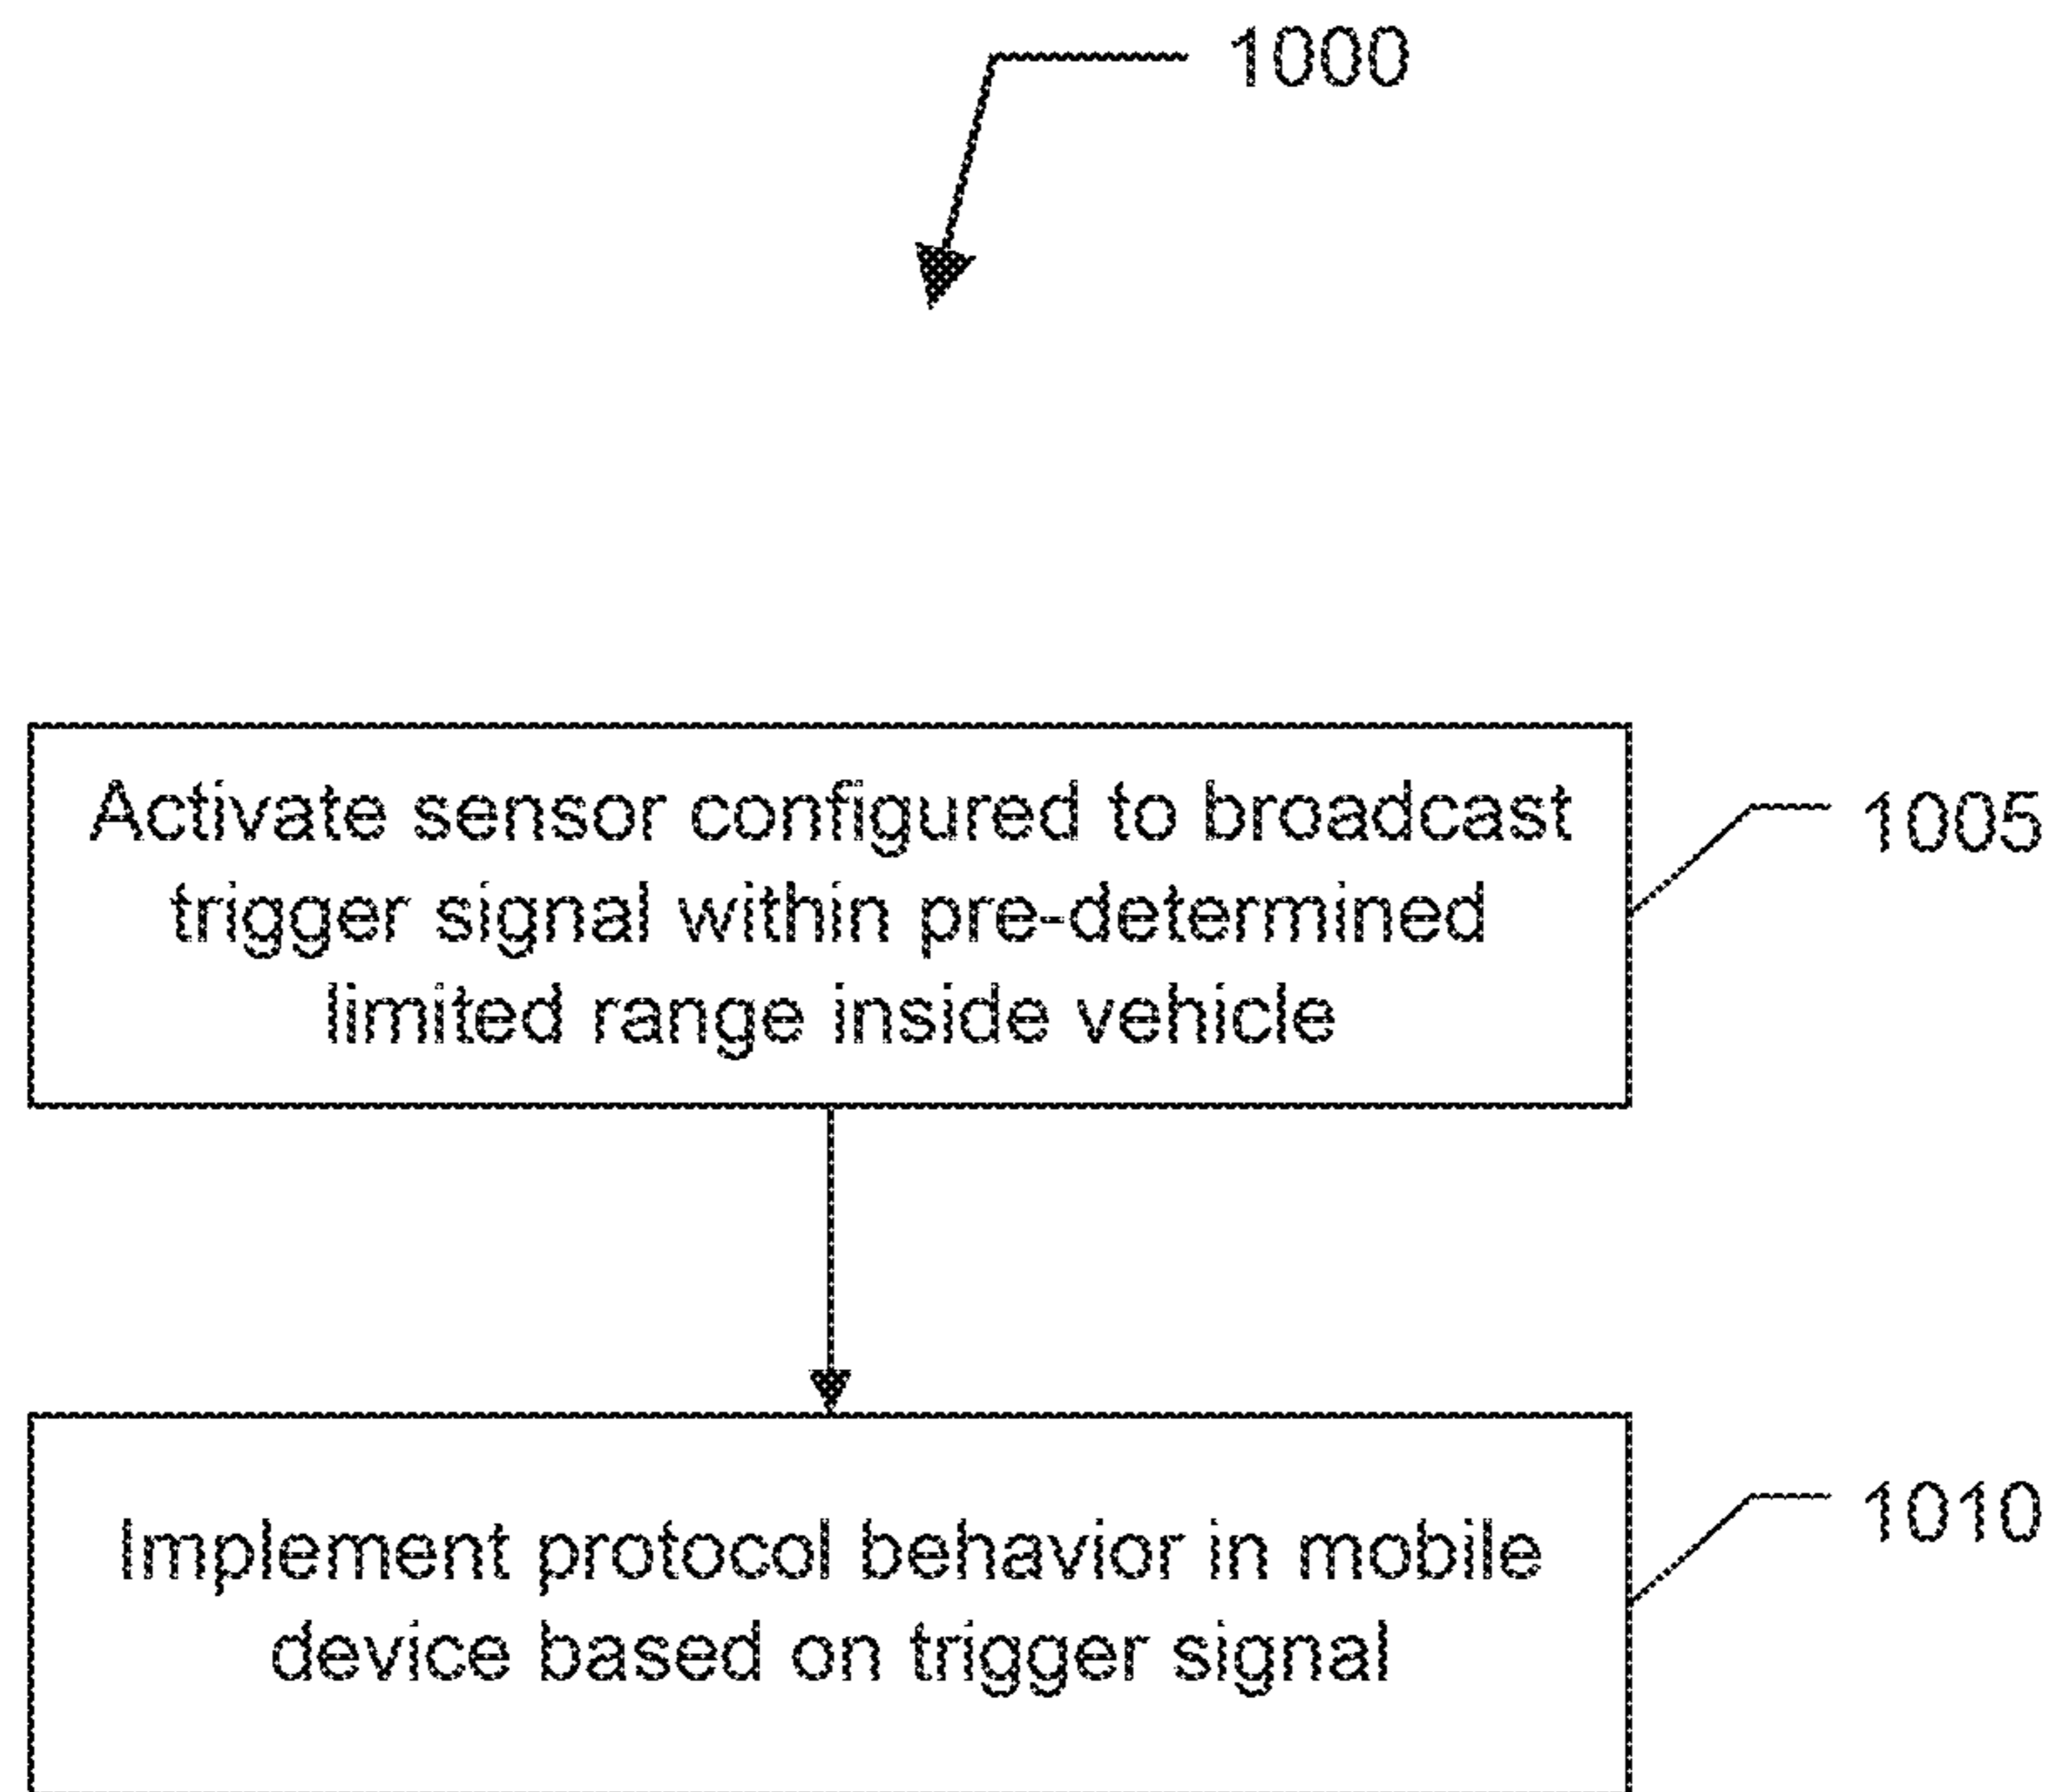 1000
Activate sensor configured to broadcast
trigger signal within pre-determined
limited range inside vehicle
1005
Implement protocol behavior in mobile
device based on trigger signal
1010